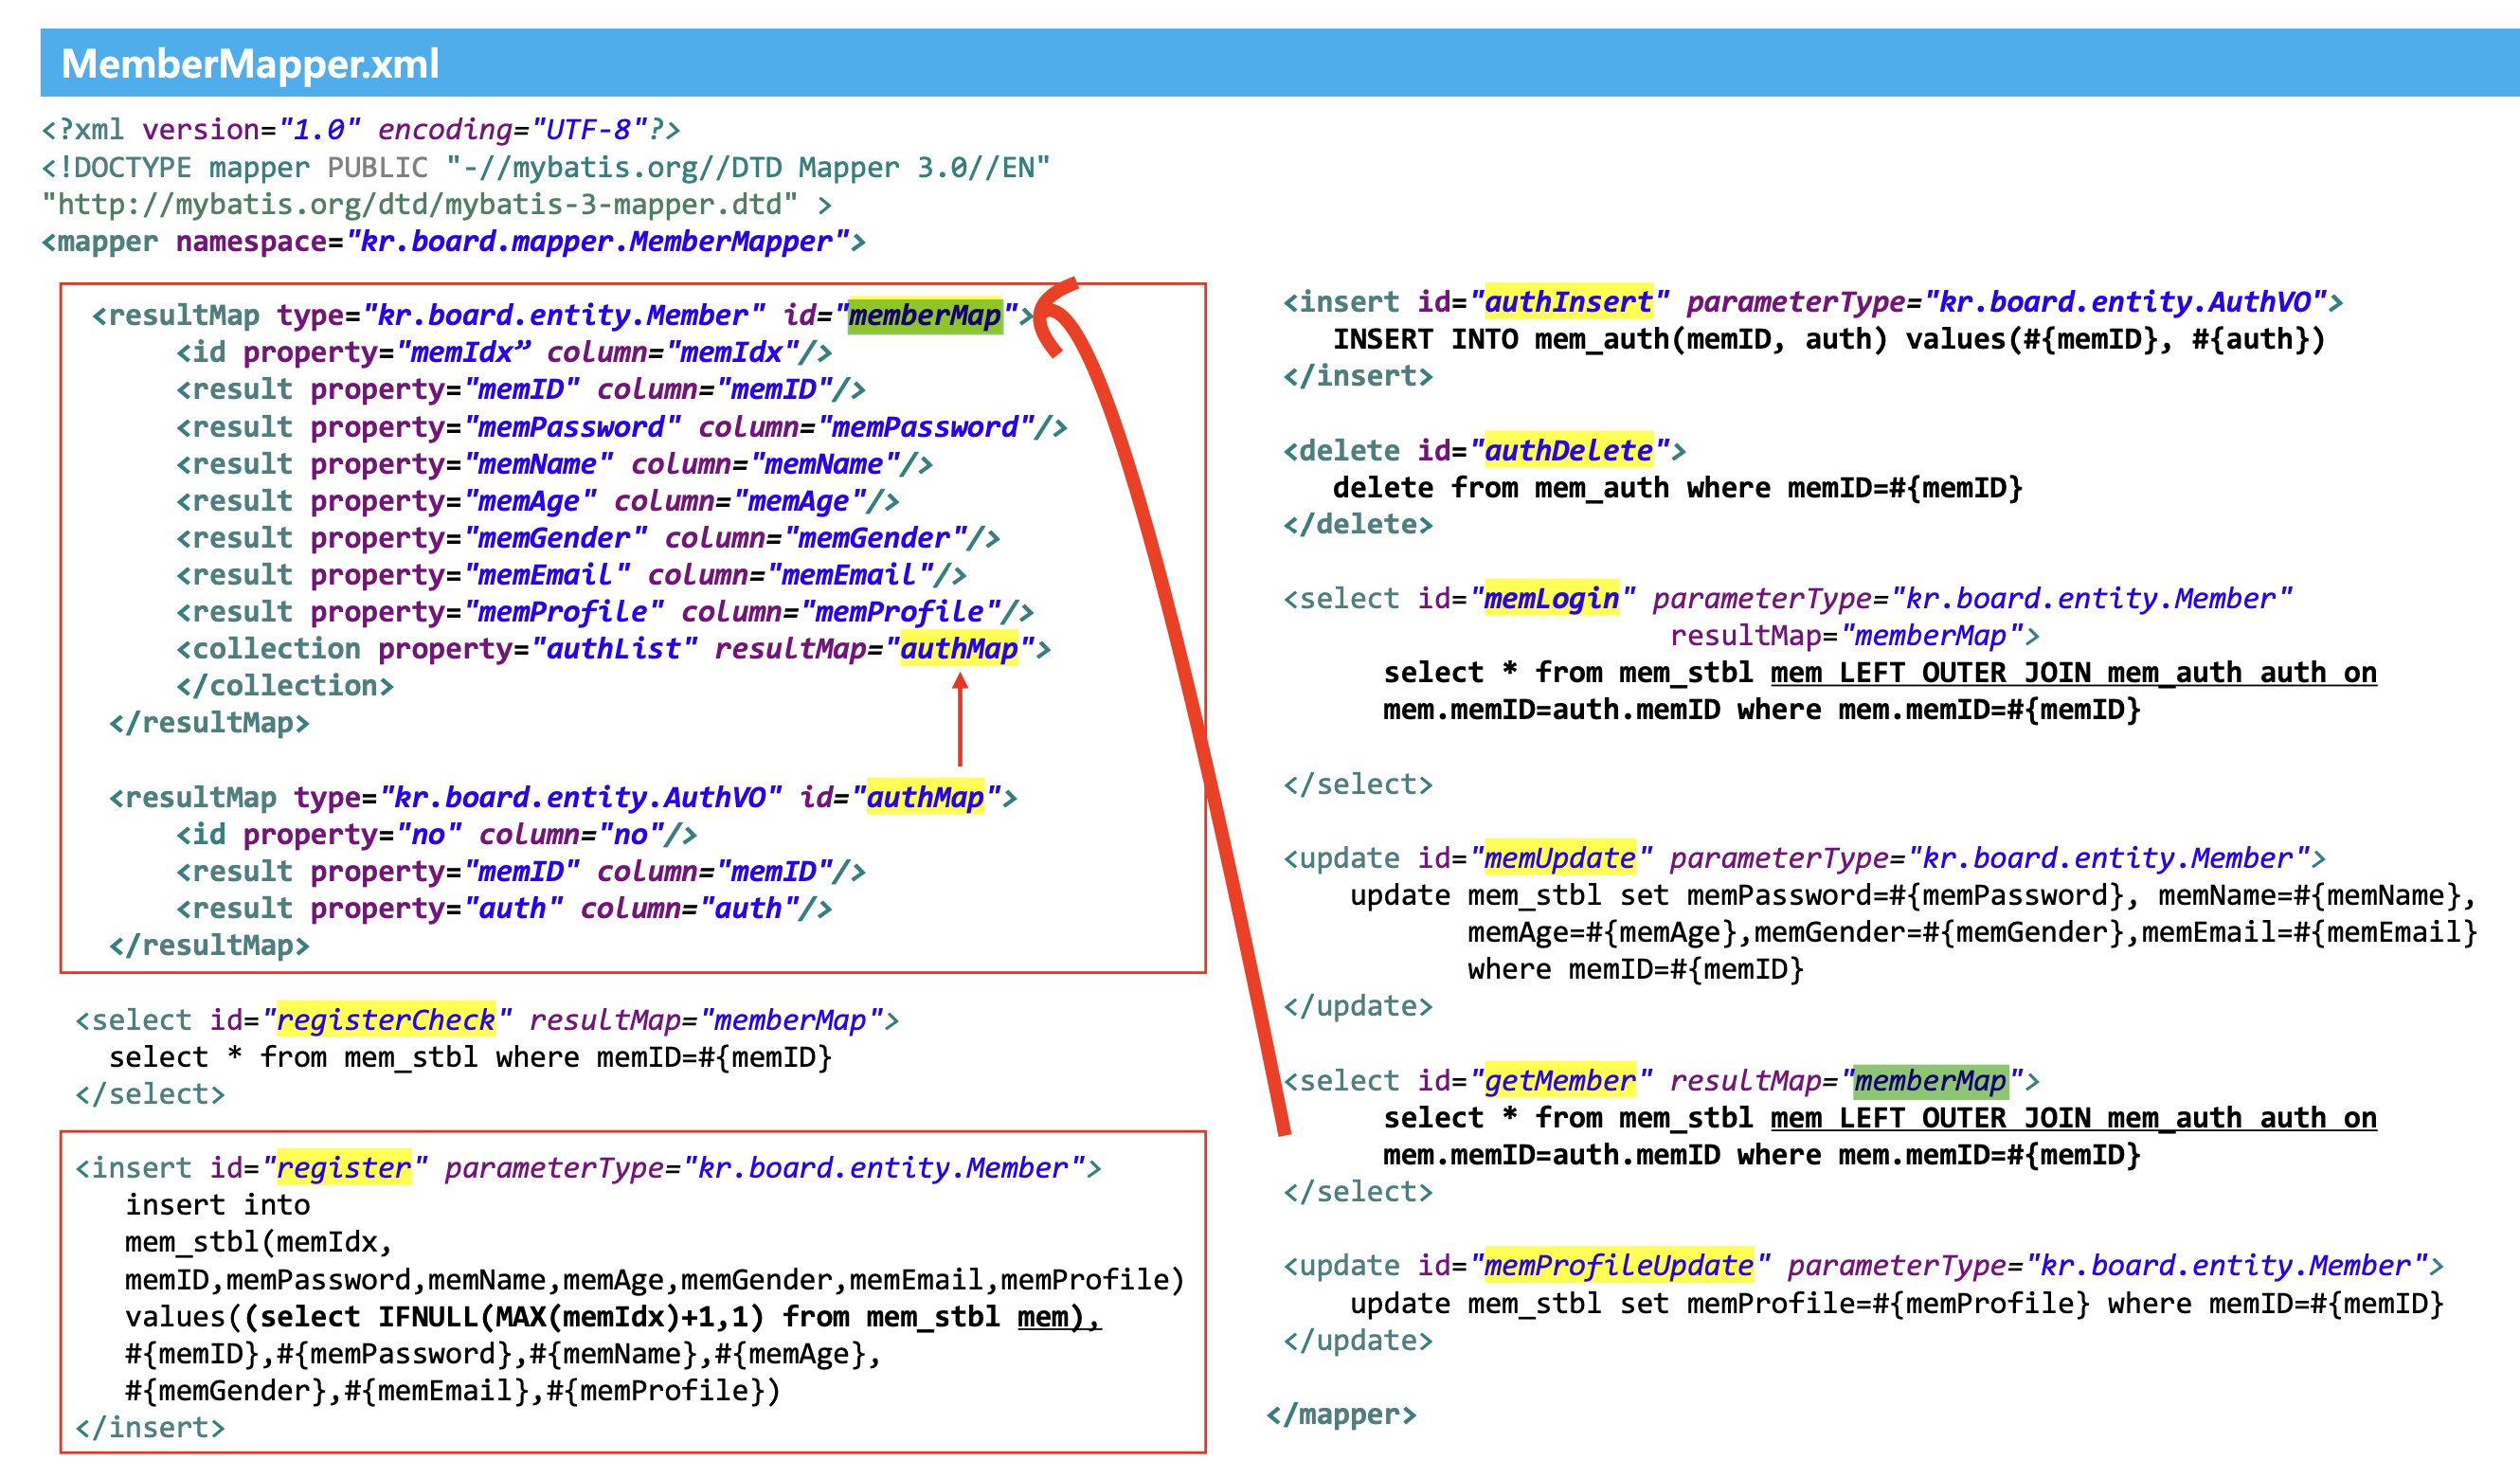 MemberMapper.xml
<?xml version="1.0" encoding="UTF-8"?>
<!DOCTYPE mapper PUBLIC "-//mybatis.org//DTD Mapper 3.0//EN"
"http://mybatis.org/dtd/mybatis-3-mapper.dtd" >
<mapper namespace="kr.board.mapper.MemberMapper">
<resultMap type="kr.board.entity.Member" id="memberMap">
<id property="memIdx” column="memIdx"/>
<result property="memID" column="memID"/>
<result property="memPassword" column="memPassword"/>
<result property="memName" column="memName"/>
<result property="memAge" column="memAge"/>
<result property="memGender" column="memGender"/>
<result property="memEmail" column="memEmail"/>
<result property="memProfile" column="memProfile"/>
<collection property="authList" resultMap="authMap">
</collection>
</resultMap>
<resultMap type="kr.board.entity.AuthVO" id="authMap">
<id property="no" column="no"/>
<result property="memID" column="memID"/>
<result property="auth" column="auth"/>
</resultMap>
<select id="registerCheck" resultMap="memberMap">
select * from mem_stbl where memID=#{memID}
</select>
<insert id="register" parameterType="kr.board.entity.Member">
insert into
mem_stbl(memIdx,
memID,memPassword,memName,memAge,memGender,memEmail,memProfile)
values((select IFNULL(MAX(memIdx)+1,1) from mem_stbl mem),
#{memID},#{memPassword},#{memName},#{memAge},
#{memGender},#{memEmail},#{memProfile})
</insert>
<insert id="authInsert" parameterType="kr.board.entity.AuthVO">
INSERT INTO mem_auth(memID, auth) values(#{memID}, #{auth})
</insert>
<delete id="authDelete">
delete from mem_auth where memID=#{memID}
</delete>
<select id="memLogin" parameterType="kr.board.entity.Member"
resultMap="memberMap">
select * from mem_stbl mem LEFT OUTER JOIN mem_auth auth on
mem.memID=auth.memID where mem.memID=#{memID}
</select>
<update id="memUpdate" parameterType="kr.board.entity.Member">
update mem_stbl set memPassword=#{memPassword}, memName=#{memName},
memAge=#{memAge},memGender=#{memGender},memEmail=#{memEmail}
where memID=#{memID}
</update>
<select id="getMember" resultMap="memberMap">
select * from mem_stbl mem LEFT OUTER JOIN mem_auth auth on
mem.memID=auth.memID where mem.memID=#{memID}
</select>
<update id="memProfileUpdate" parameterType="kr.board.entity.Member">
update mem_stbl set memProfile=#{memProfile} where memID=#{memID}
</update>
</mapper>